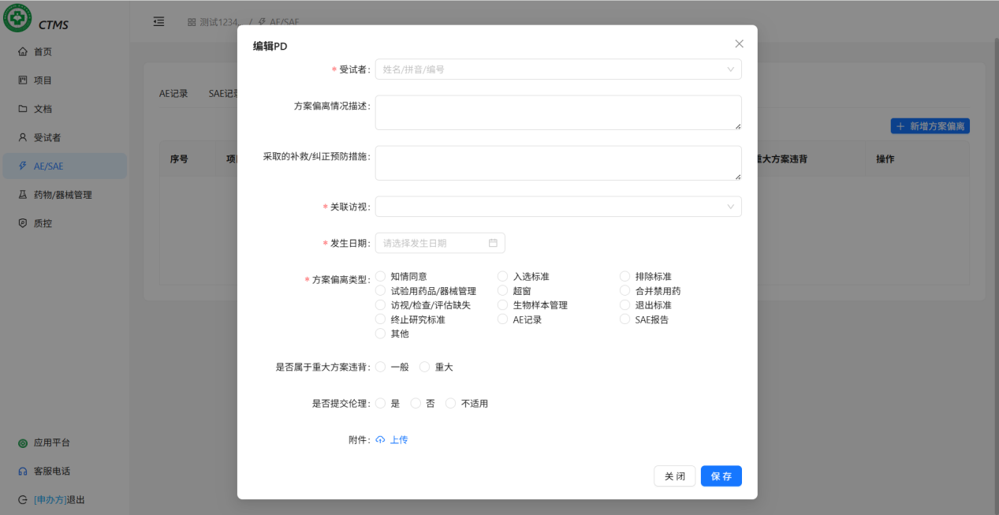 CTMS
测试1234... / AE/SAE
首页
项目
文档
受试者
AE/SAE
药物/器械管理
质控
应用平台
客服电话
[申办方]退出
AE记录 SAE记录
新增方案偏离
序号 项 重大方案违背 操作
编辑PD
* 受试者: 姓名/拼音/编号
方案偏离情况描述:
采取的补救/纠正预防措施:
* 关联访视:
* 发生日期: 请选择发生日期
* 方案偏离类型: 知情同意 入选标准 排除标准
试验用药品/器械管理 超窗 合并禁用药
访视/检查/评估缺失 生物样本管理 退出标准
终止研究标准 AE记录 SAE报告
其他
是否属于重大方案违背: 一般 重大
是否提交伦理: 是 否 不适用
附件: 上传
关 闭 保 存